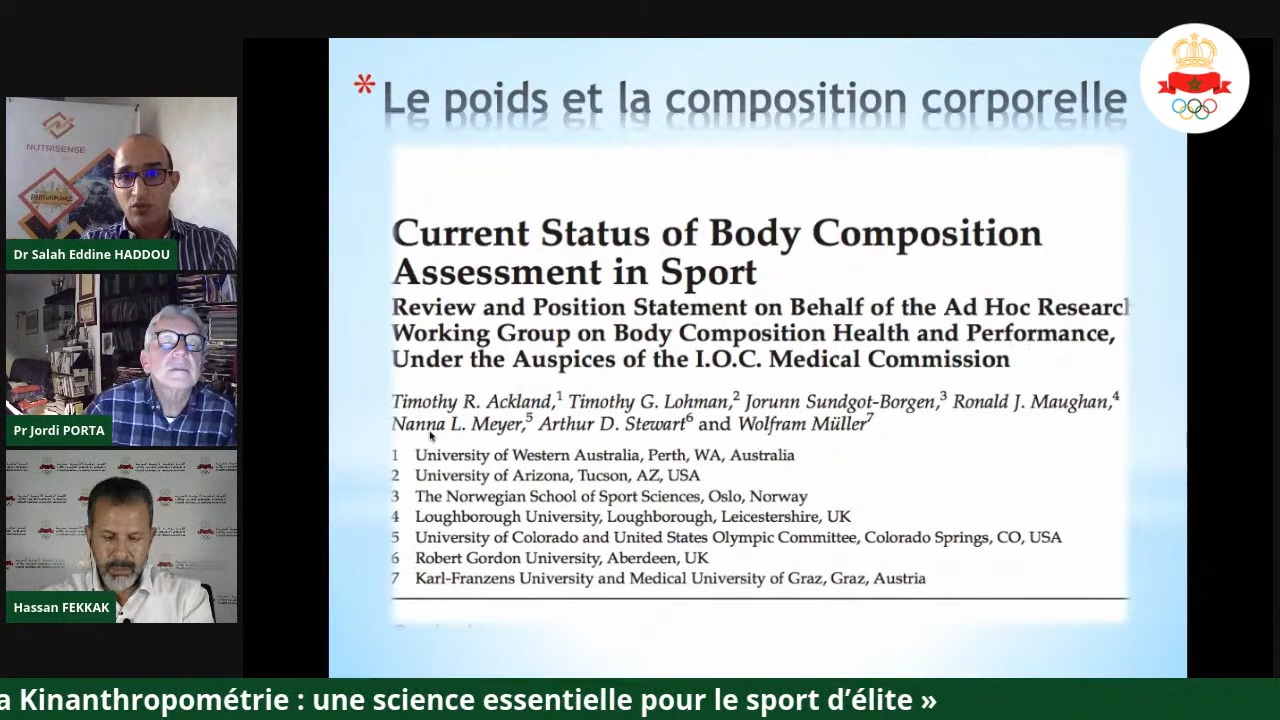 * Le poids et la composition corporelle
NUTRISENSE
PERFORMANCE
Dr Salah Eddine HADDOU
Pr Jordi PORTA
Hassan FEKKAK
Current Status of Body Composition
Assessment in Sport
Review and Position Statement on Behalf of the Ad Hoc Research
Working Group on Body Composition Health and Performance,
Under the Auspices of the I.O.C. Medical Commission
Timothy R. Ackland,1 Timothy G. Lohman,2 Jorunn Sundgot-Borgen,3 Ronald J. Maughan,4
Nanna L. Meyer,5 Arthur D. Stewart6 and Wolfram Müller7
1 University of Western Australia, Perth, WA, Australia
2 University of Arizona, Tucson, AZ, USA
3 The Norwegian School of Sport Sciences, Oslo, Norway
4 Loughborough University, Loughborough, Leicestershire, UK
5 University of Colorado and United States Olympic Committee, Colorado Springs, CO, USA
6 Robert Gordon University, Aberdeen, UK
7 Karl-Franzens University and Medical University of Graz, Graz, Austria
a Kinanthropométrie : une science essentielle pour le sport d’élite »